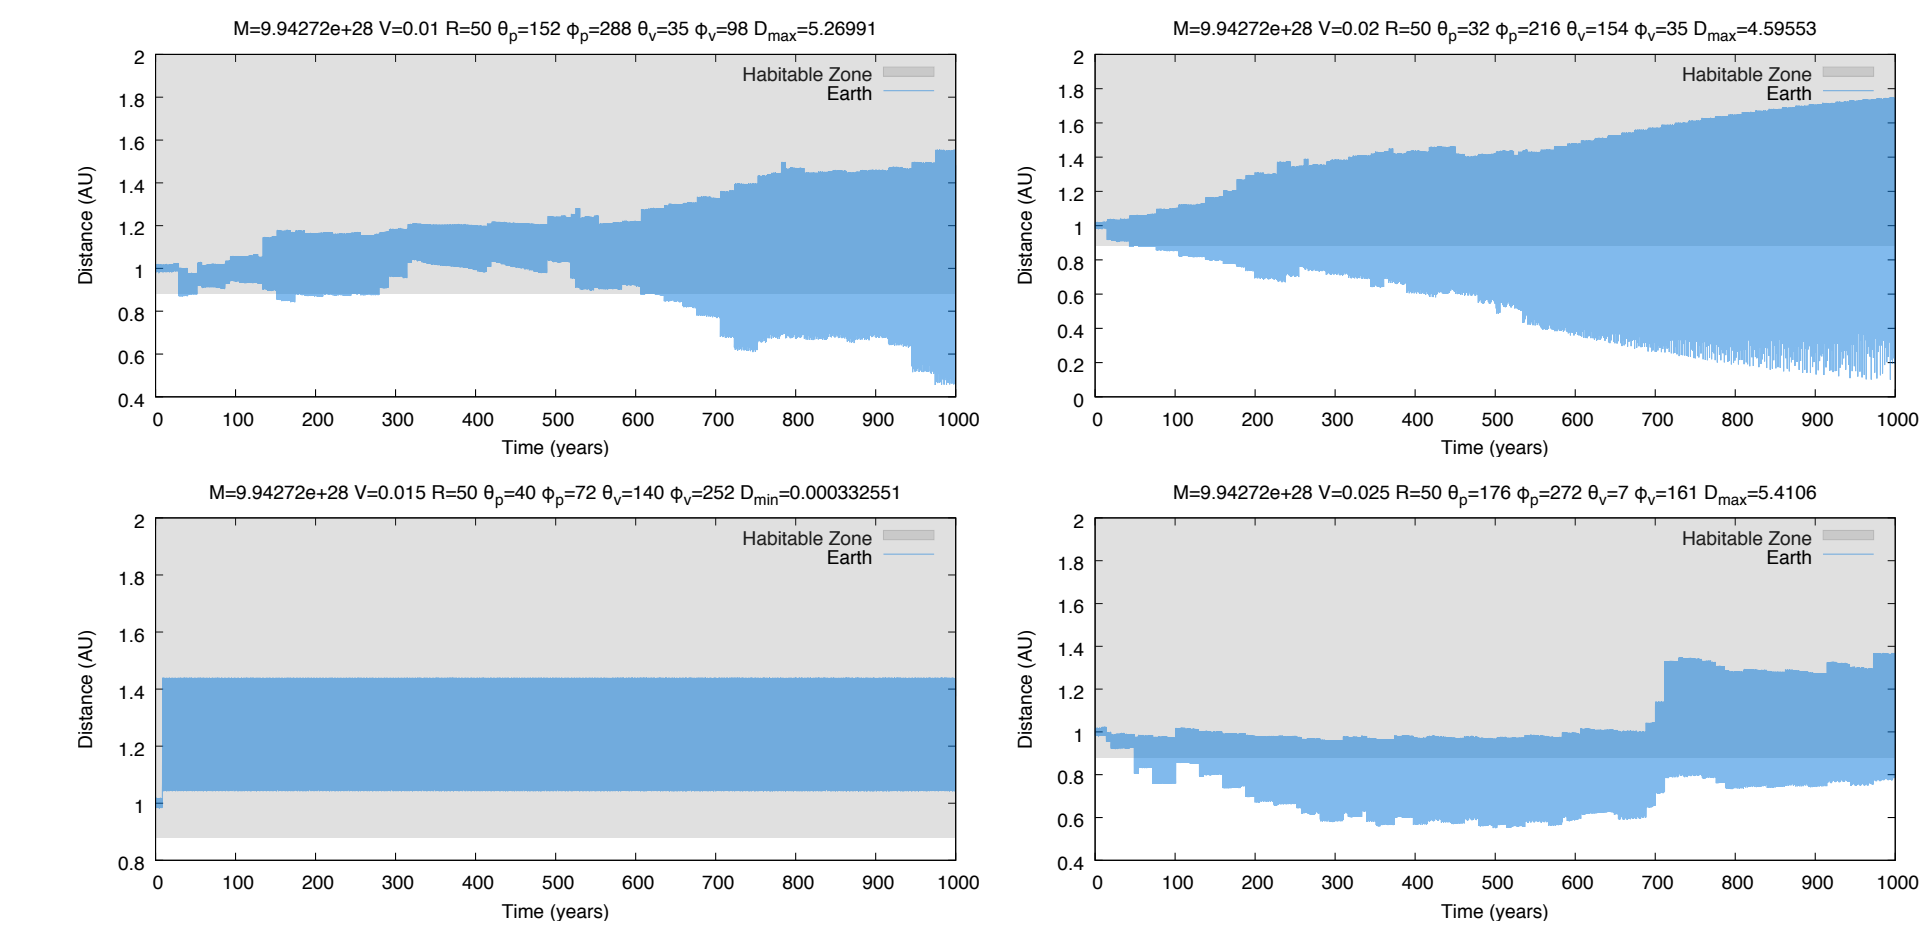 M=9.94272e+28 V=0.01 R=50 θp=152 ϕp=288 θv=35 ϕv=98 Dmax=5.26991
Habitable Zone
Earth
2
1.8
1.6
1.4
1.2
1
0.8
0.6
0.4
Distance (AU)
0 100 200 300 400 500 600 700 800 900 1000
Time (years)
M=9.94272e+28 V=0.02 R=50 θp=32 ϕp=216 θv=154 ϕv=35 Dmax=4.59553
Habitable Zone
Earth
2
1.8
1.6
1.4
1.2
1
0.8
0.6
0.4
0.2
0
Distance (AU)
0 100 200 300 400 500 600 700 800 900 1000
Time (years)
M=9.94272e+28 V=0.015 R=50 θp=40 ϕp=72 θv=140 ϕv=252 Dmin=0.000332551
Habitable Zone
Earth
2
1.8
1.6
1.4
1.2
1
0.8
Distance (AU)
0 100 200 300 400 500 600 700 800 900 1000
Time (years)
M=9.94272e+28 V=0.025 R=50 θp=176 ϕp=272 θv=7 ϕv=161 Dmax=5.4106
Habitable Zone
Earth
2
1.8
1.6
1.4
1.2
1
0.8
0.6
0.4
Distance (AU)
0 100 200 300 400 500 600 700 800 900 1000
Time (years)